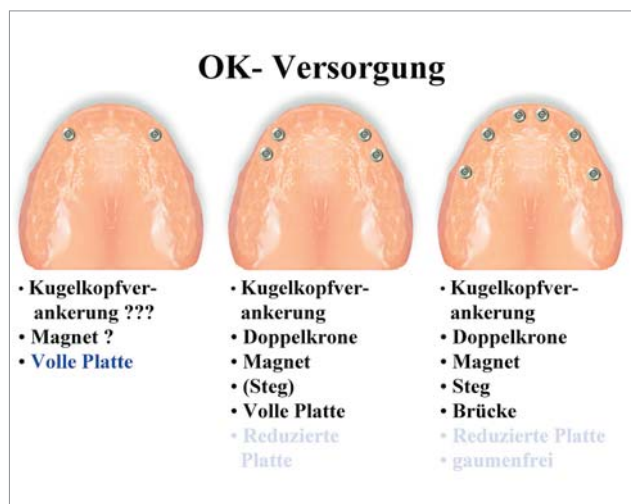 OK- Versorgung
• Kugelkopfver-
ankerung ???
• Magnet ?
• Volle Platte
• Kugelkopfver-
ankerung
• Doppelkrone
• Magnet
• (Steg)
• Volle Platte
• Reduzierte
Platte
• Kugelkopfver-
ankerung
• Doppelkrone
• Magnet
• Steg
• Brücke
• Reduzierte Platte
• gaumenfrei